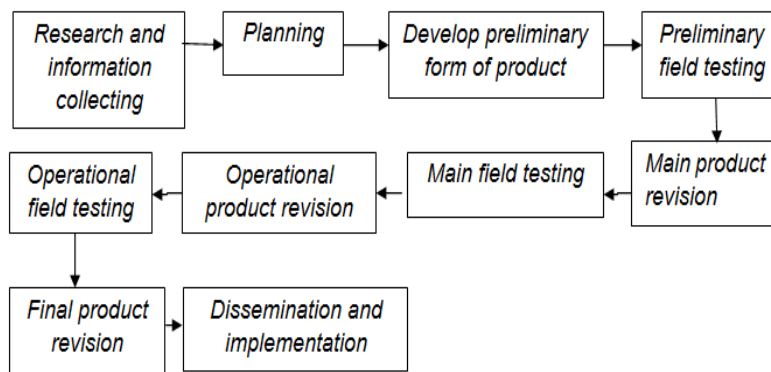 Research and
information
collecting
Planning
Develop preliminary
form of product
Preliminary
field testing
Main product
revision
Main field testing
Operational
product revision
Operational
field testing
Final product
revision
Dissemination and
implementation